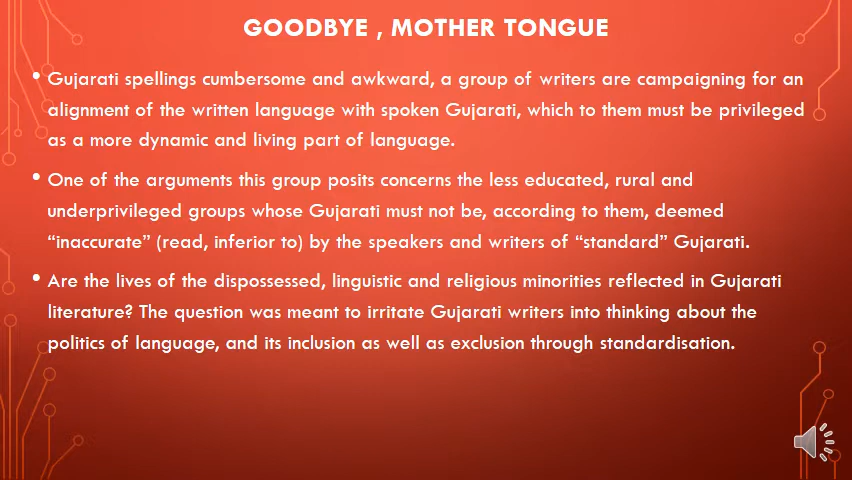 GOODBYE , MOTHER TONGUE
• Gujarati spellings cumbersome and awkward, a group of writers are campaigning for an
alignment of the written language with spoken Gujarati, which to them must be privileged
as a more dynamic and living part of language.
• One of the arguments this group posits concerns the less educated, rural and
underprivileged groups whose Gujarati must not be, according to them, deemed
“inaccurate” (read, inferior to) by the speakers and writers of “standard” Gujarati.
• Are the lives of the dispossessed, linguistic and religious minorities reflected in Gujarati
literature? The question was meant to irritate Gujarati writers into thinking about the
politics of language, and its inclusion as well as exclusion through standardisation.